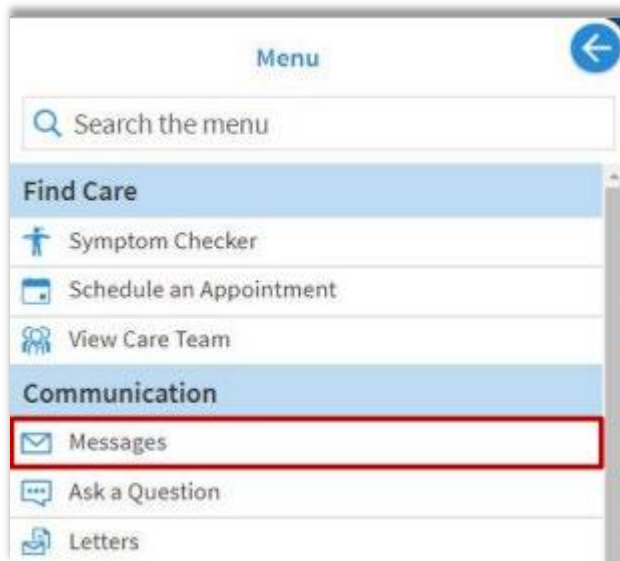 Menu
Search the menu
Find Care
Symptom Checker
Schedule an Appointment
View Care Team
Communication
Messages
Ask a Question
Letters